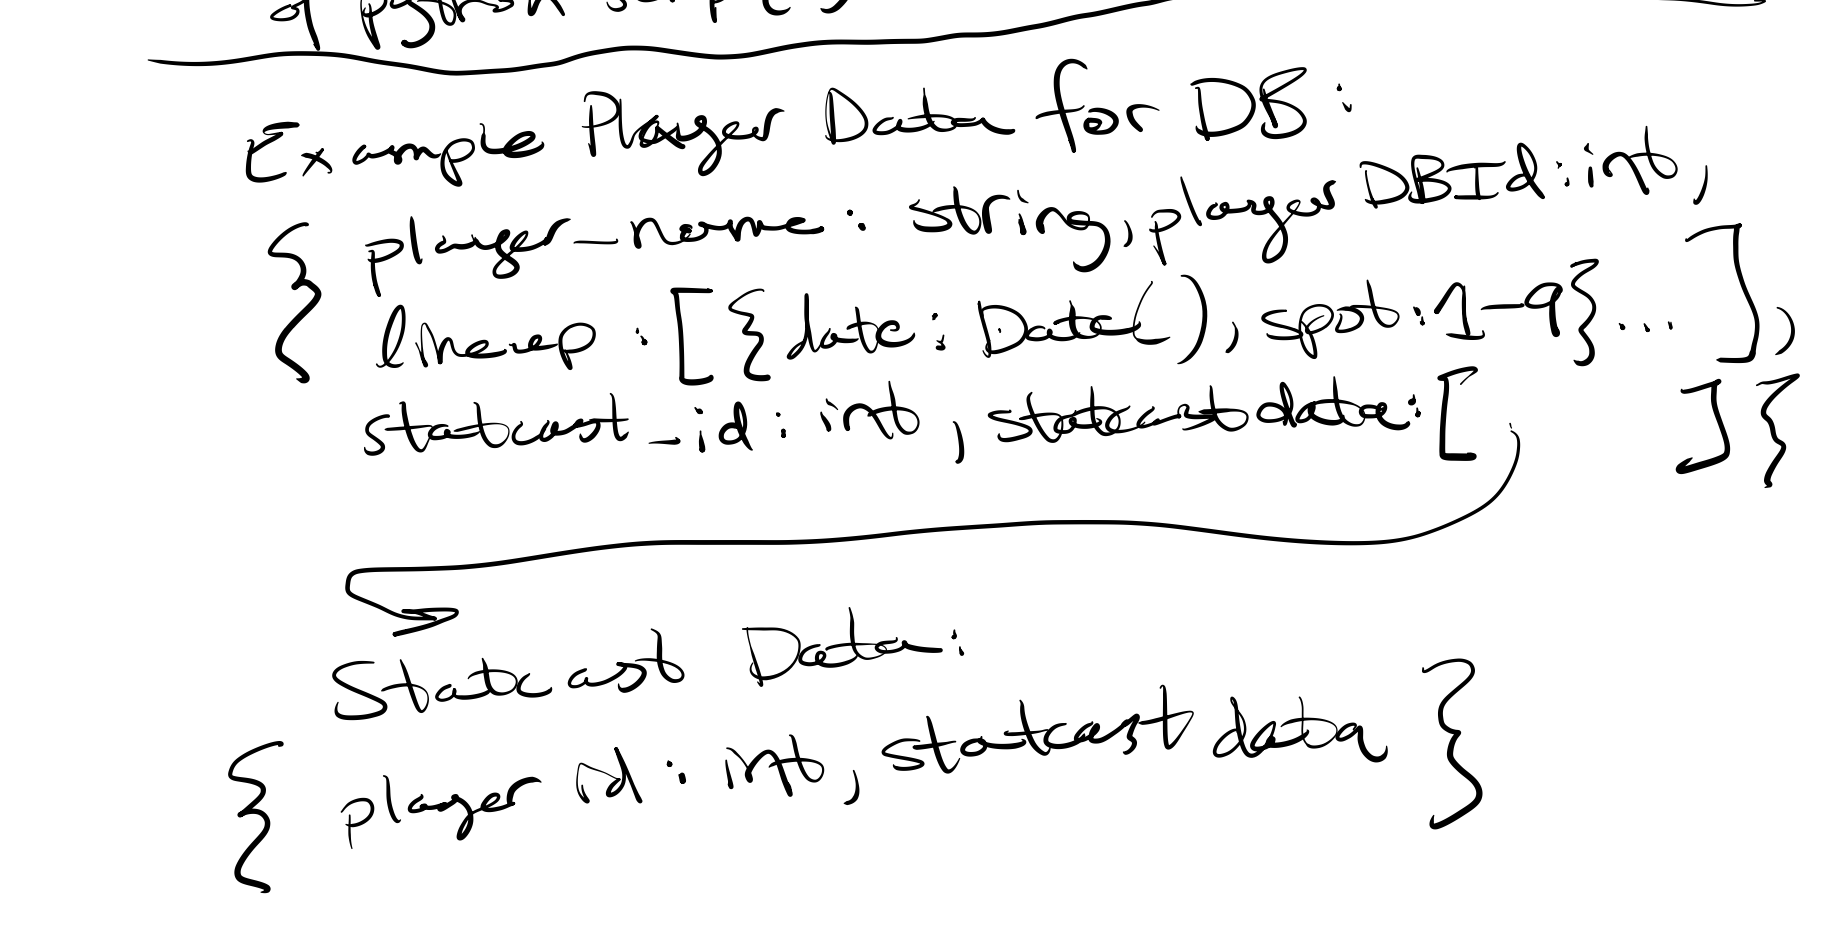 of python script(s)
Example Player Data for DB:
{ player_name: string, player DBId: int,
lineup: [{date: Date(), spot: 1-9}... ],
statcast_id: int, statcast data: [ ] {
Statcast Data:
{ player id: int, statcast data }